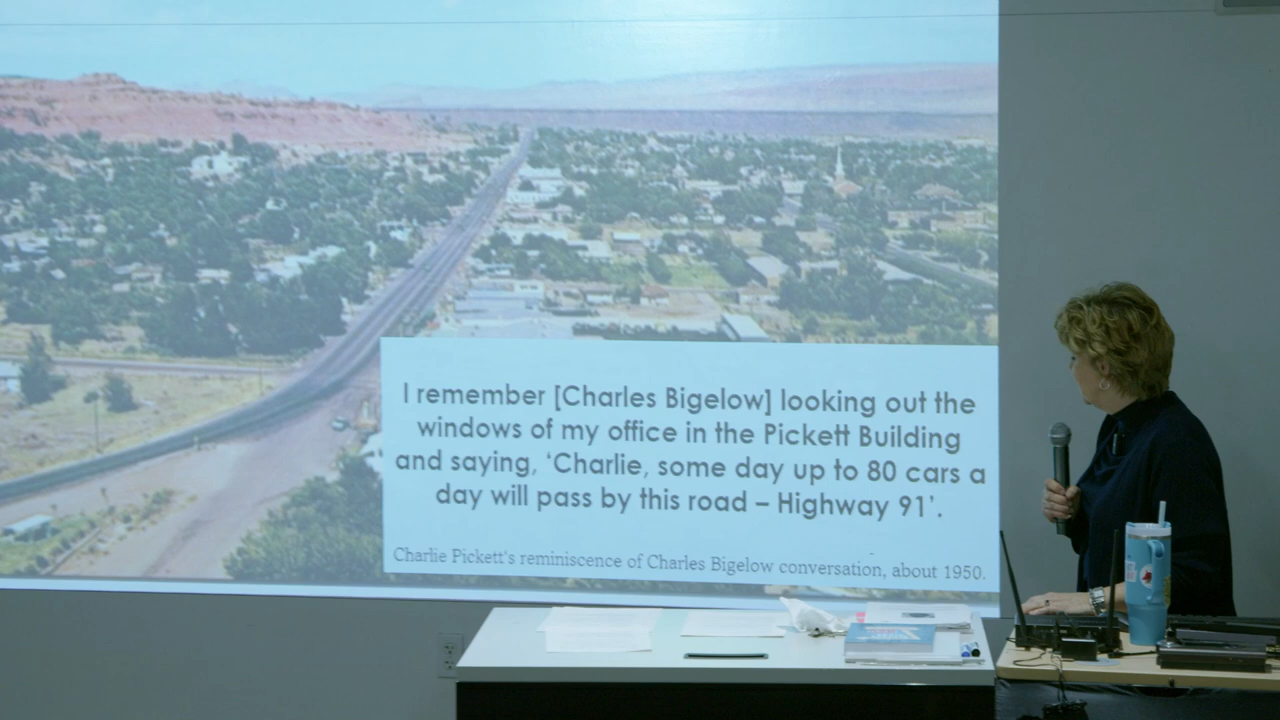 I remember [Charles Bigelow] looking out the
windows of my office in the Pickett Building
and saying, ‘Charlie, some day up to 80 cars a
day will pass by this road – Highway 91’.
Charlie Pickett's reminiscence of Charles Bigelow conversation, about 1950.